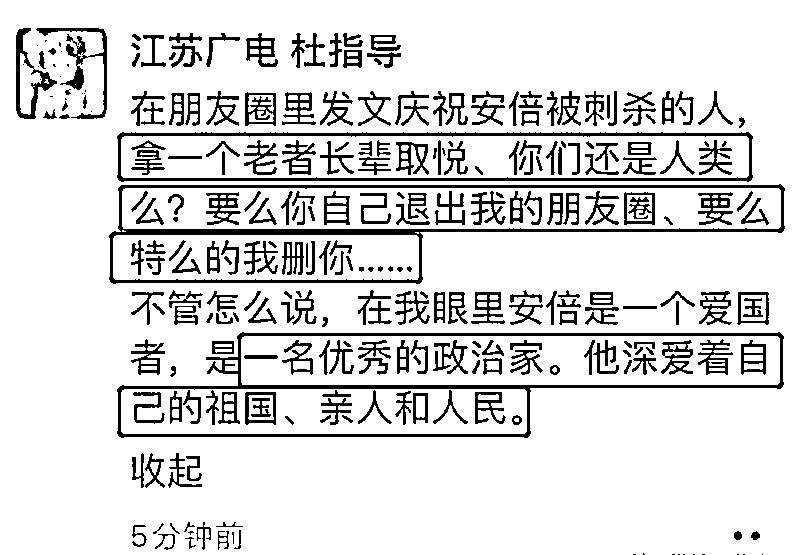 江苏广电 杜指导
在朋友圈里发文庆祝安倍被刺杀的人，
拿一个老者长辈取悦、你们还是人类
么？要么你自己退出我的朋友圈、要么
特么的我删你……
不管怎么说，在我眼里安倍是一个爱国
者，是一名优秀的政治家。他深爱着自
己的祖国、亲人和人民。
收起
5分钟前